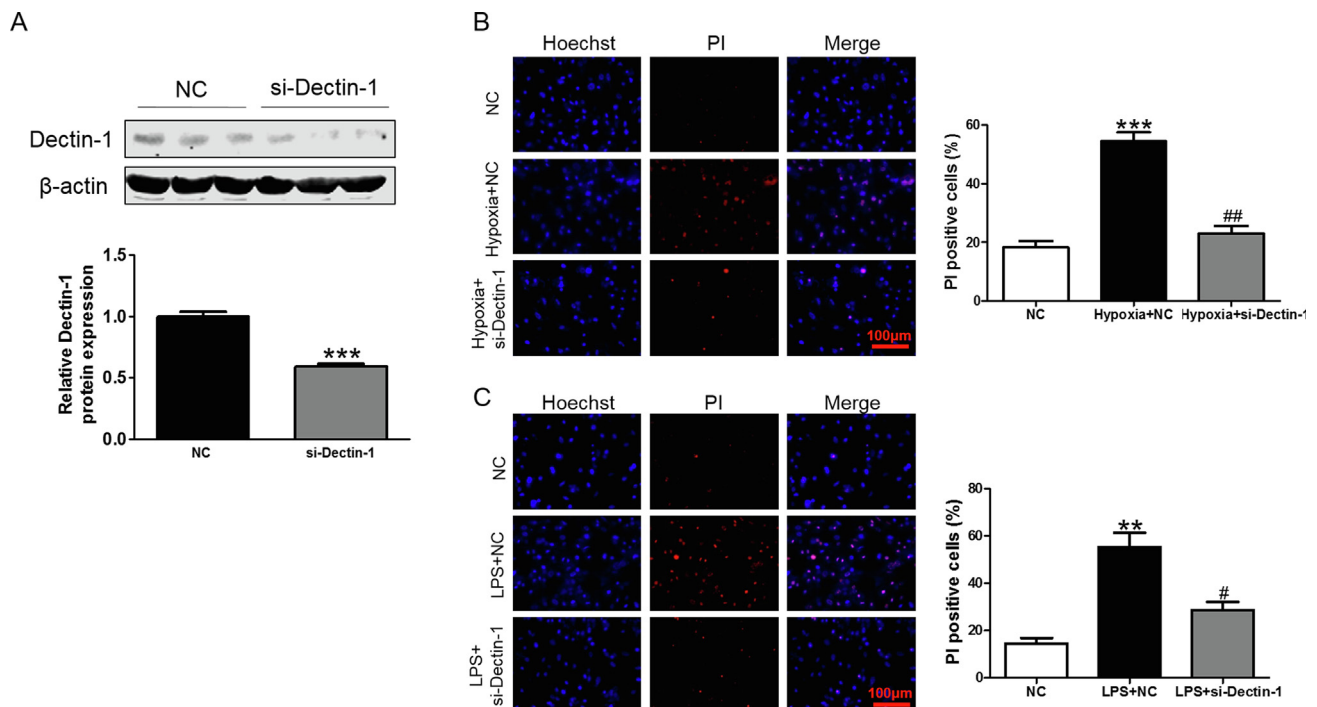 A
NC si-Dectin-1
Dectin-1
β-actin
Relative Dectin-1
protein expression
1.5
1.0
0.5
0.0
***
NC si-Dectin-1
B
Hoechst PI Merge
NC
Hypoxia+NC
Hypoxia+
si-Dectin-1
100μm
PI positive cells (%)
60
40
20
0
***
##
NC Hypoxia+NC Hypoxia+si-Dectin-1
C
Hoechst PI Merge
NC
LPS+NC
LPS+
si-Dectin-1
100μm
PI positive cells (%)
80
60
40
20
0
**
#
NC LPS+NC LPS+si-Dectin-1